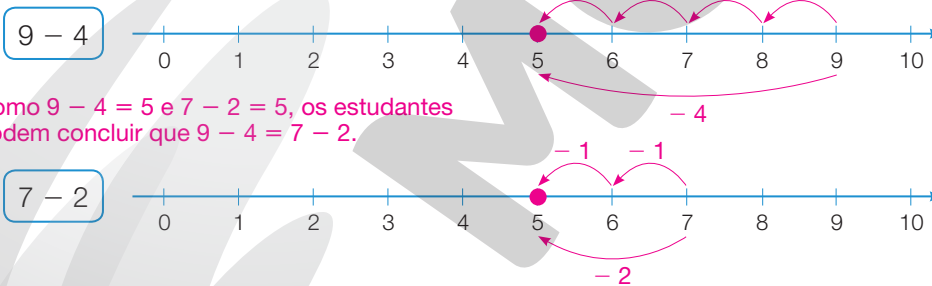 9 − 4
0 1 2 3 4 5 6 7 8 9 10
− 4
omo 9 − 4 = 5 e 7 − 2 = 5, os estudantes
dem concluir que 9 − 4 = 7 − 2.
− 1 − 1
7 − 2
0 1 2 3 4 5 6 7 8 9 10
− 2